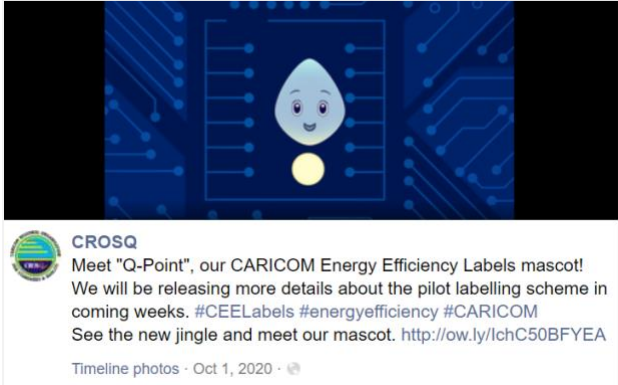 CROSQ
Meet "Q-Point", our CARICOM Energy Efficiency Labels mascot!
We will be releasing more details about the pilot labelling scheme in
coming weeks. #CEELabels #energyefficiency #CARICOM
See the new jingle and meet our mascot. http://ow.ly/IchC50BFYEA
Timeline photos · Oct 1, 2020 ·